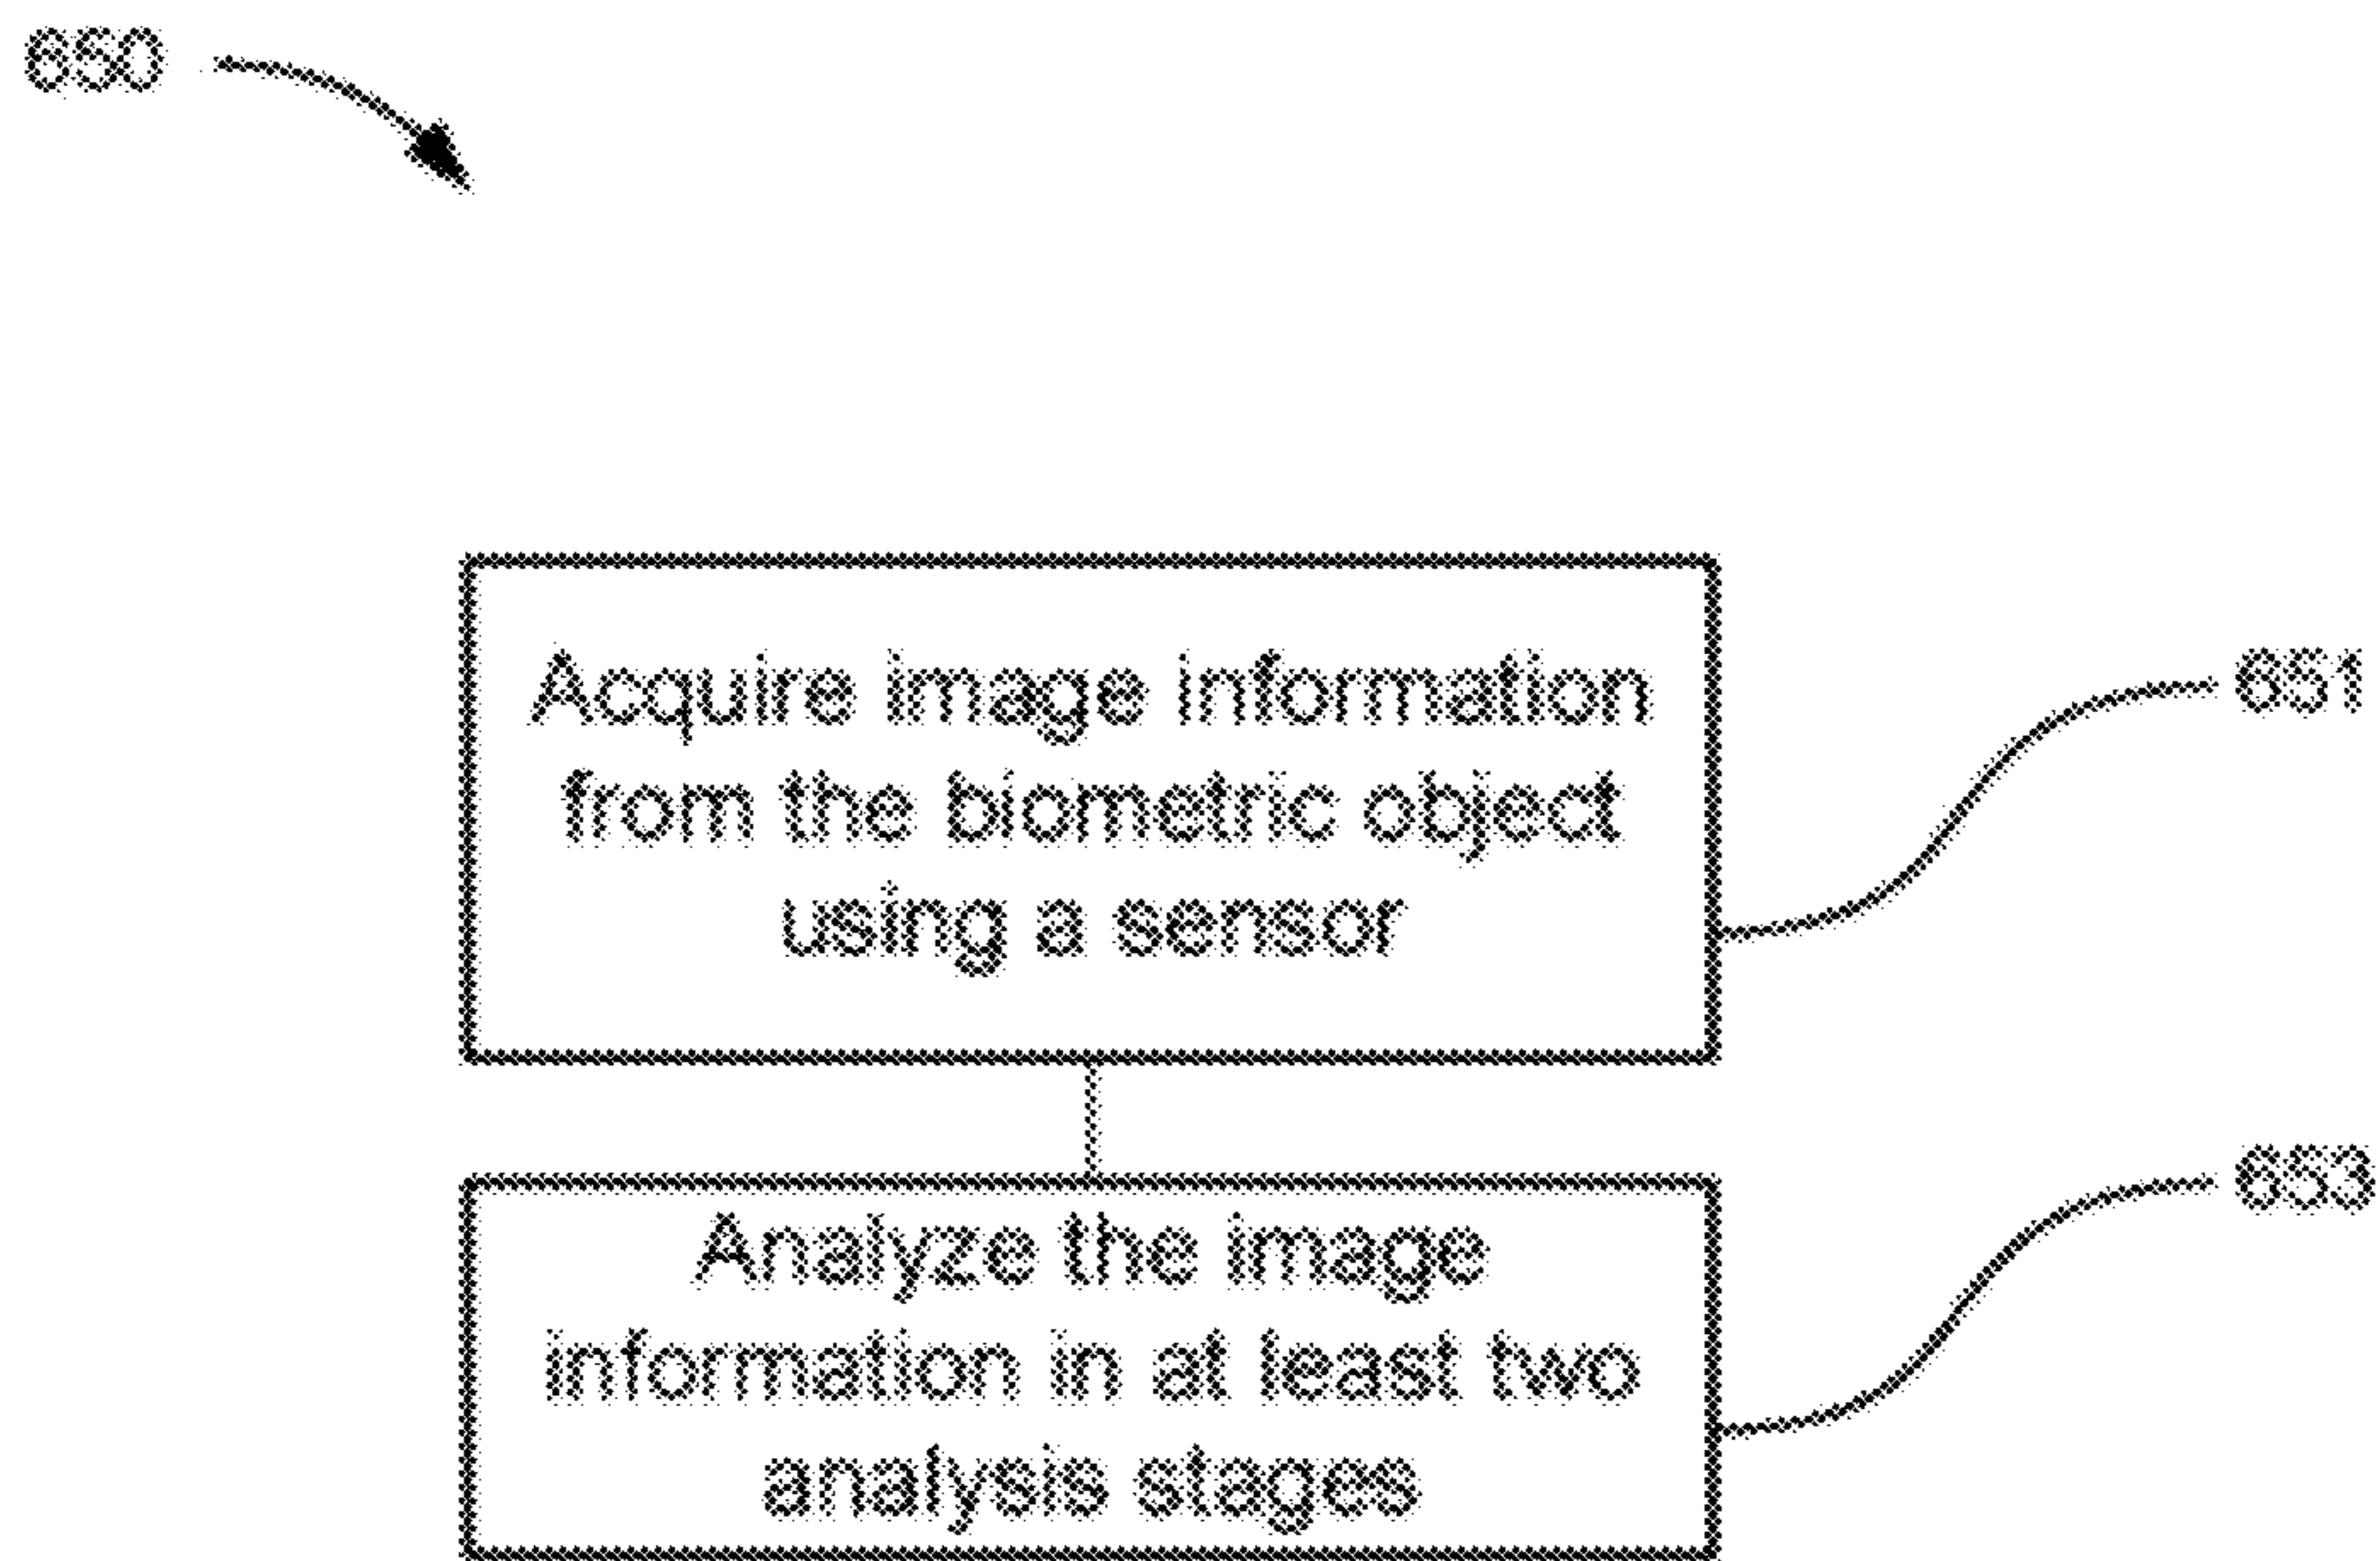 650
Acquire image information
from the biometric object
using a sensor
651
Analyze the image
information in at least two
analysis stages
653